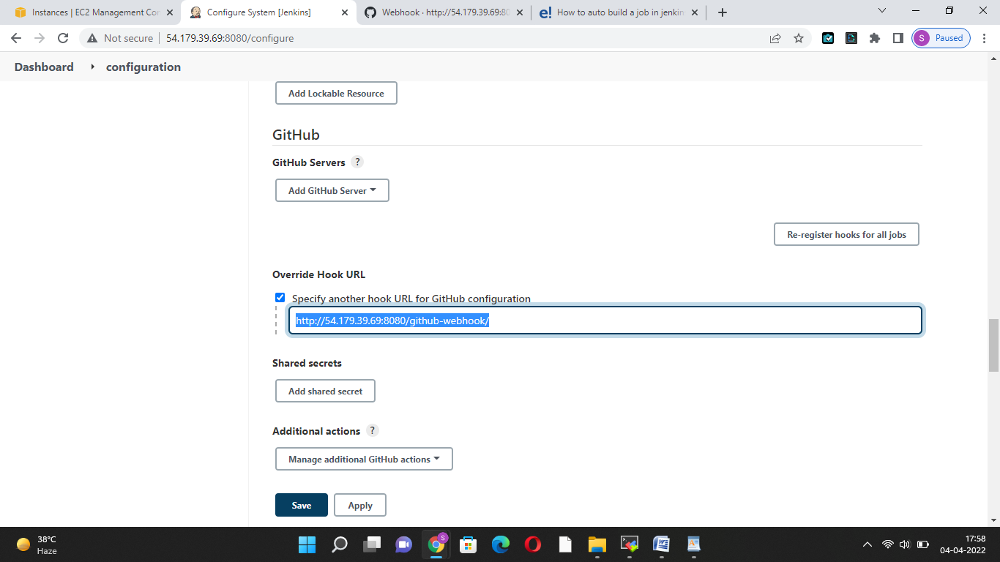 Instances | EC2 Management Con
Configure System [Jenkins]
Webhook · http://54.179.39.69:80
How to auto build a job in jenkin
Not secure
54.179.39.69:8080/configure
S
Paused
Dashboard
configuration
Add Lockable Resource
GitHub
GitHub Servers ?
Add GitHub Server
Re-register hooks for all jobs
Override Hook URL
Specify another hook URL for GitHub configuration
http://54.179.39.69:8080/github-webhook/
Shared secrets
Add shared secret
Additional actions ?
Manage additional GitHub actions
Save
Apply
38°C
Haze
S
17:58
04-04-2022